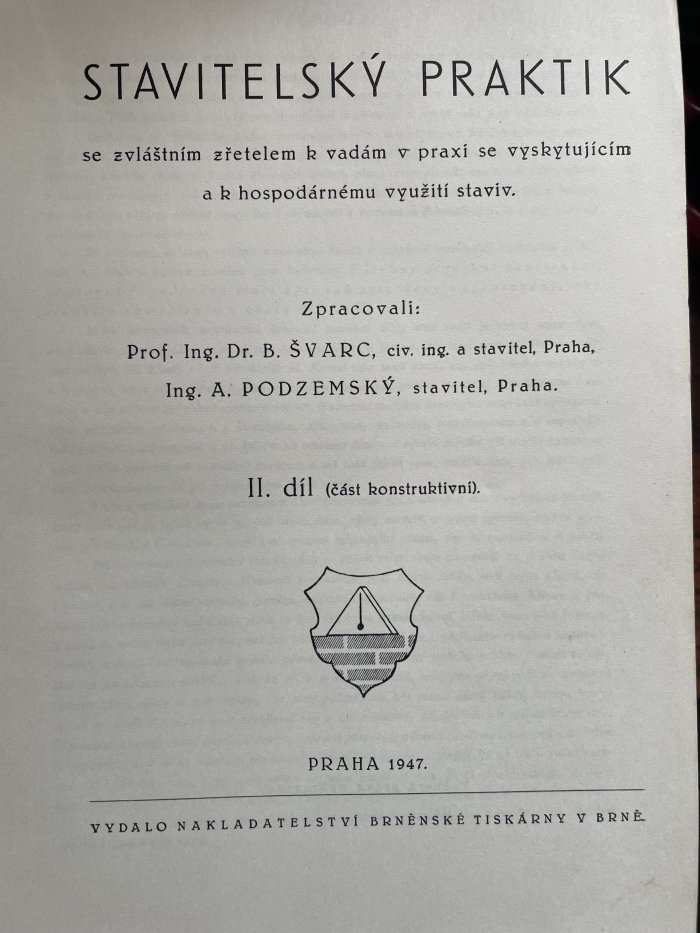 STAVITELSKÝ PRAKTIK
se zvláštním zřetelem k vadám v praxi se vyskytujícím
a k hospodárnému využití staviv.
Zpracovali:
Prof. Ing. Dr. B. ŠVARC, civ. ing. a stavitel, Praha,
Ing. A. PODZEMSKÝ, stavitel, Praha.
II. díl (část konstruktivní).
PRAHA 1947.
VYDALO NAKLADATELSTVÍ BRNĚNSKÉ TISKÁRNY V BRNĚ.